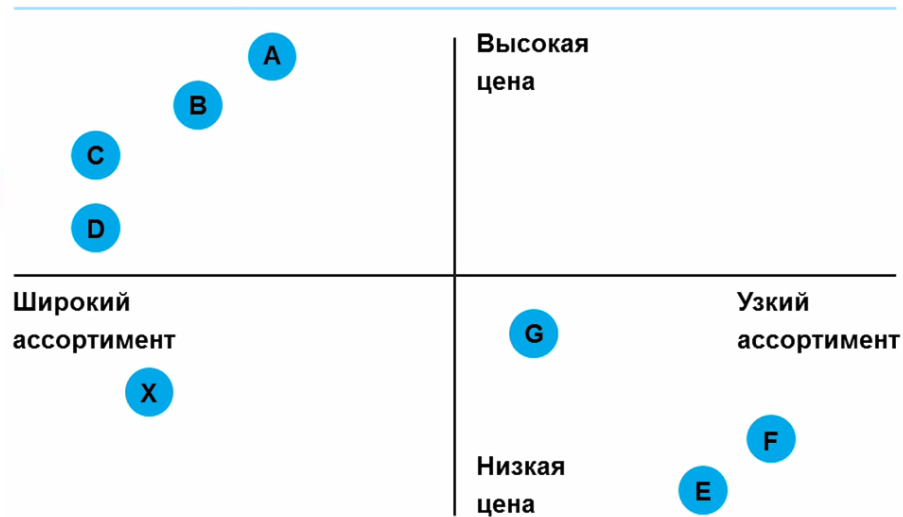 A
Высокая
цена
B
C
D
Широкий
ассортимент
Узкий
ассортимент
G
X
F
Низкая
цена
E